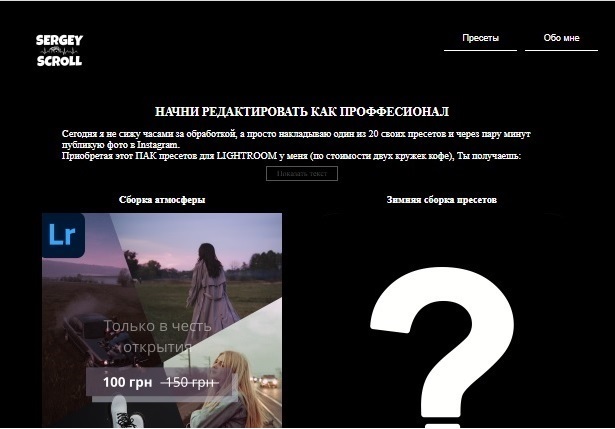 SERGEY
SCROLL
Пресеты
Обо мне
НАЧНИ РЕДАКТИРОВАТЬ КАК ПРОФФЕСИОНАЛ
Сегодня я не сижу часами за обработкой, а просто накладываю один из 20 своих пресетов и через пару минут
публикую фото в Instagram.
Приобретая этот ПАК пресетов для LIGHTROOM у меня (по стоимости двух кружек кофе), Ты получаешь:
Показать текст
Сборка атмосферы
Зимняя сборка пресетов
Lr
Только в честь
открытия
100 грн 150 грн
?